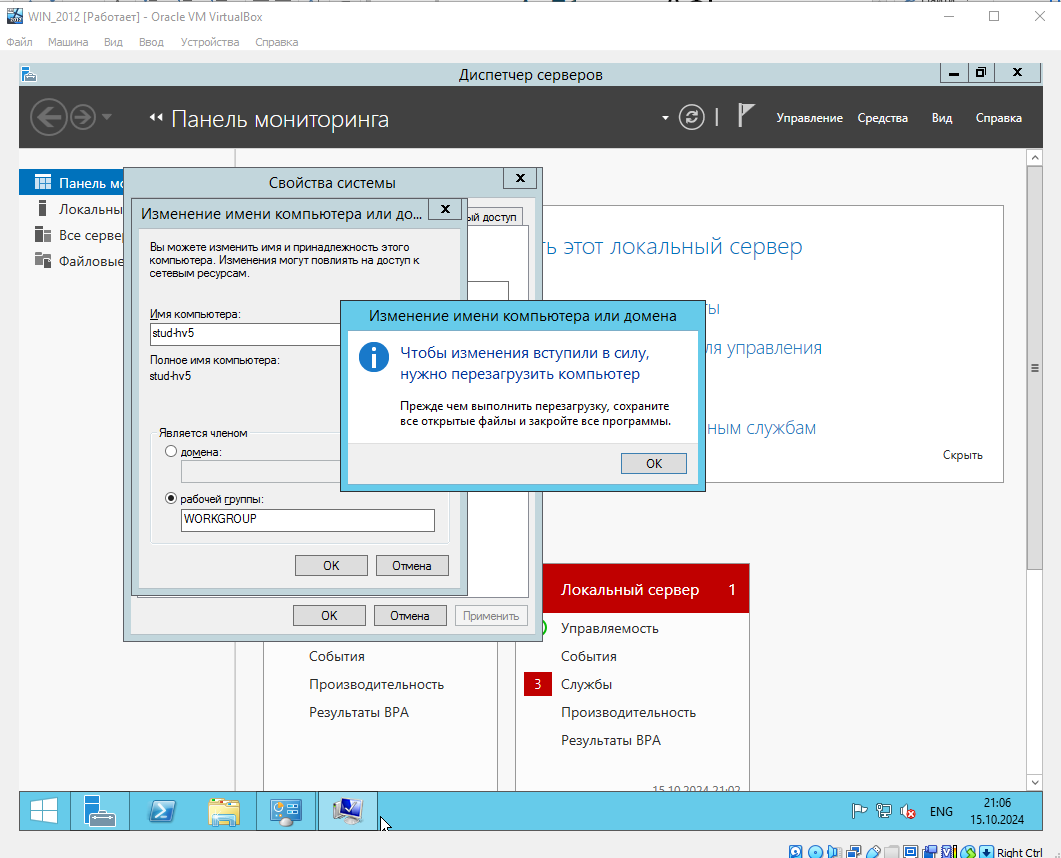 WIN_2012 [Работает] - Oracle VM VirtualBox
Файл Машина Вид Ввод Устройства Справка
Диспетчер серверов
Панель мониторинга
Управление Средства Вид Справка
Панель
Локальны
Все сервер
Файловые
Свойства системы
ый доступ
Изменение имени компьютера или до...
Вы можете изменить имя и принадлежность этого
компьютера. Изменения могут повлиять на доступ к
сетевым ресурсам.
Имя компьютера:
stud-hv5
Полное имя компьютера:
stud-hv5
Является членом
домена:
рабочей группы:
WORKGROUP
ОК Отмена
ОК Отмена Применить
Изменение имени компьютера или домена
Чтобы изменения вступили в силу,
нужно перезагрузить компьютер
Прежде чем выполнить перезагрузку, сохраните
все открытые файлы и закройте все программы.
ОК
ть этот локальный сервер
ты
ля управления
ным службам
Скрыть
События
Производительность
Результаты BPA
Локальный сервер 1
Управляемость
События
3 Службы
Производительность
Результаты BPA
15.10.2024 21:02
ENG
21:06
15.10.2024
Right Ctrl